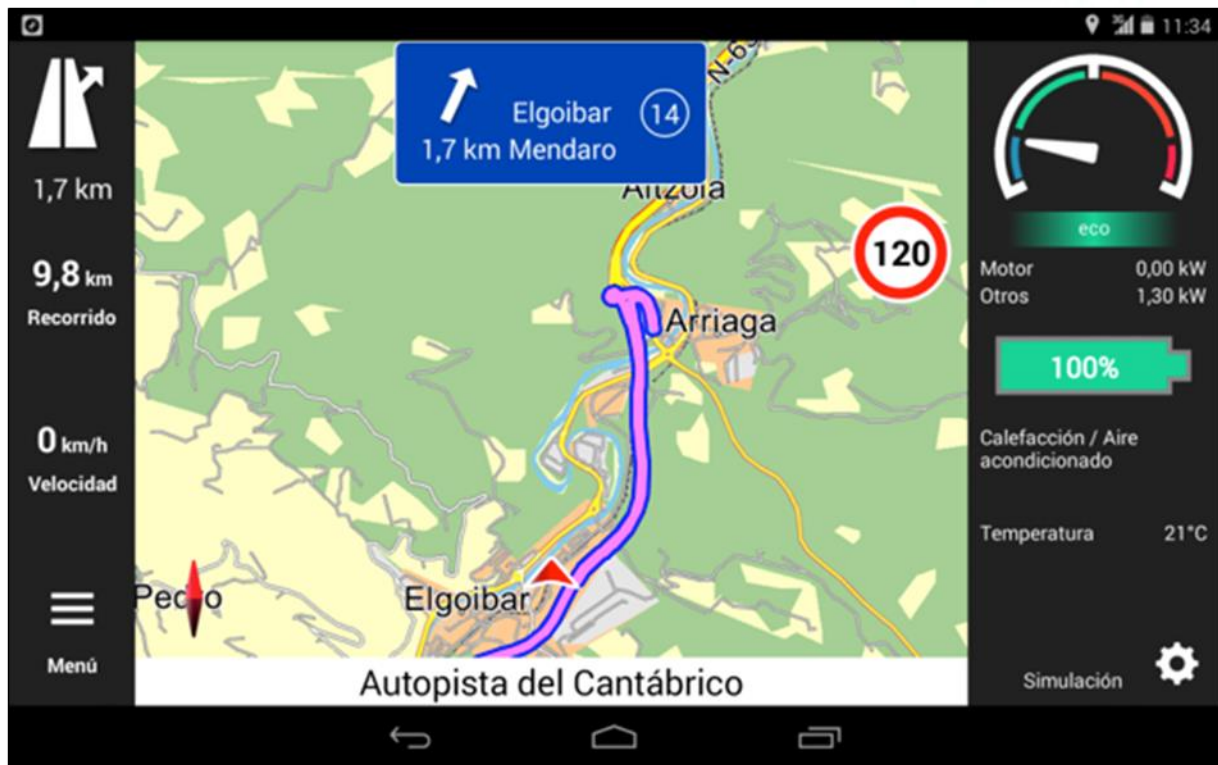 3G 11:34
1,7 km
9,8 km
Recorrido
0 km/h
Velocidad
Menú
Elgoibar 14
1,7 km Mendaro
Altzola
120
Arriaga
Elgoibar
Autopista del Cantábrico
eco
Motor 0,00 kW
Otros 1,30 kW
100%
Calefacción / Aire
acondicionado
Temperatura 21°C
Simulación